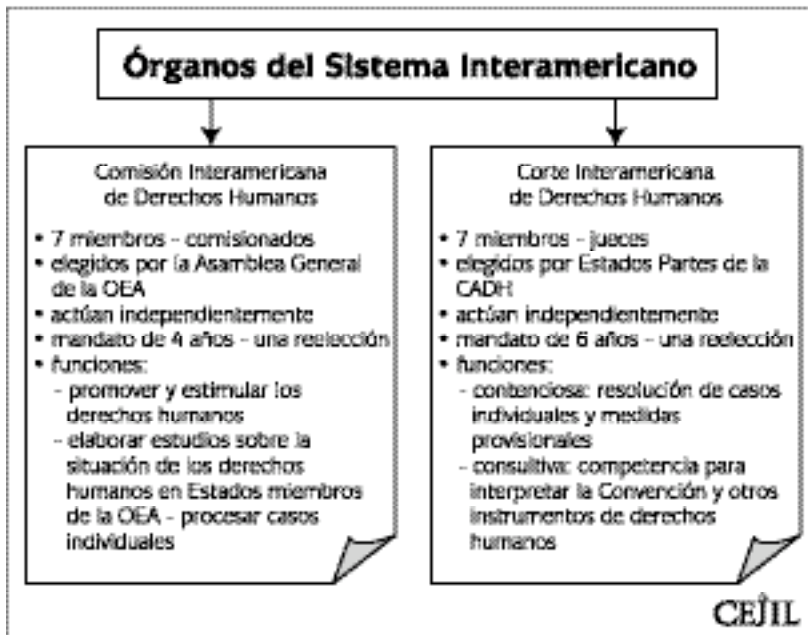 Órganos del Sistema Interamericano
Comisión Interamericana
de Derechos Humanos
• 7 miembros - comisionados
• elegidos por la Asamblea General
de la OEA
• actúan independientemente
• mandato de 4 años - una reelección
• funciones:
- promover y estimular los
derechos humanos
- elaborar estudios sobre la
situación de los derechos
humanos en Estados miembros
de la OEA - procesar casos
individuales
Corte Interamericana
de Derechos Humanos
• 7 miembros - jueces
• elegidos por Estados Partes de la
CADH
• actúan independientemente
• mandato de 6 años - una reelección
• funciones:
- contenciosa: resolución de casos
individuales y medidas
provisionales
- consultiva: competencia para
interpretar la Convención y otros
instrumentos de derechos
humanos
CEJIL